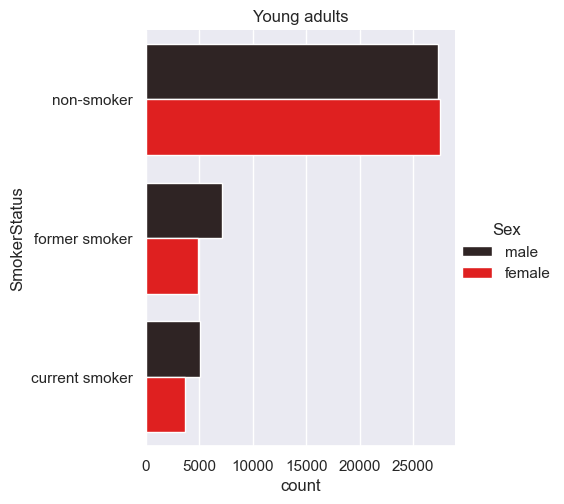 Young adults
SmokerStatus
non-smoker
former smoker
current smoker
0 5000 10000 15000 20000 25000
count
Sex
male
female